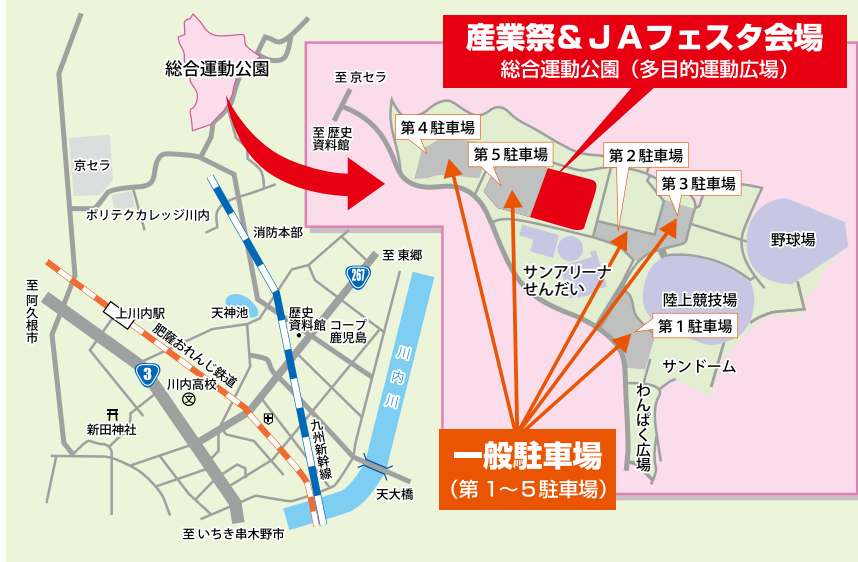 産業祭＆ＪＡフェスタ会場
総合運動公園（多目的運動広場）
総合運動公園
至 京セラ
至 歴史
資料館
第４駐車場
第５駐車場
第２駐車場
第３駐車場
京セラ
ポリテクカレッジ川内
消防本部
至 東郷
267
野球場
サンアリーナ
せんだい
陸上競技場
至 阿久根市
上川内駅
天神池
歴史
資料館
コープ
鹿児島
第１駐車場
肥薩おれんじ鉄道
川内川
サンドーム
3
川内高校
文
わんぱく広場
新田神社
九州新幹線
一般駐車場
（第１～５駐車場）
天大橋
至 いちき串木野市